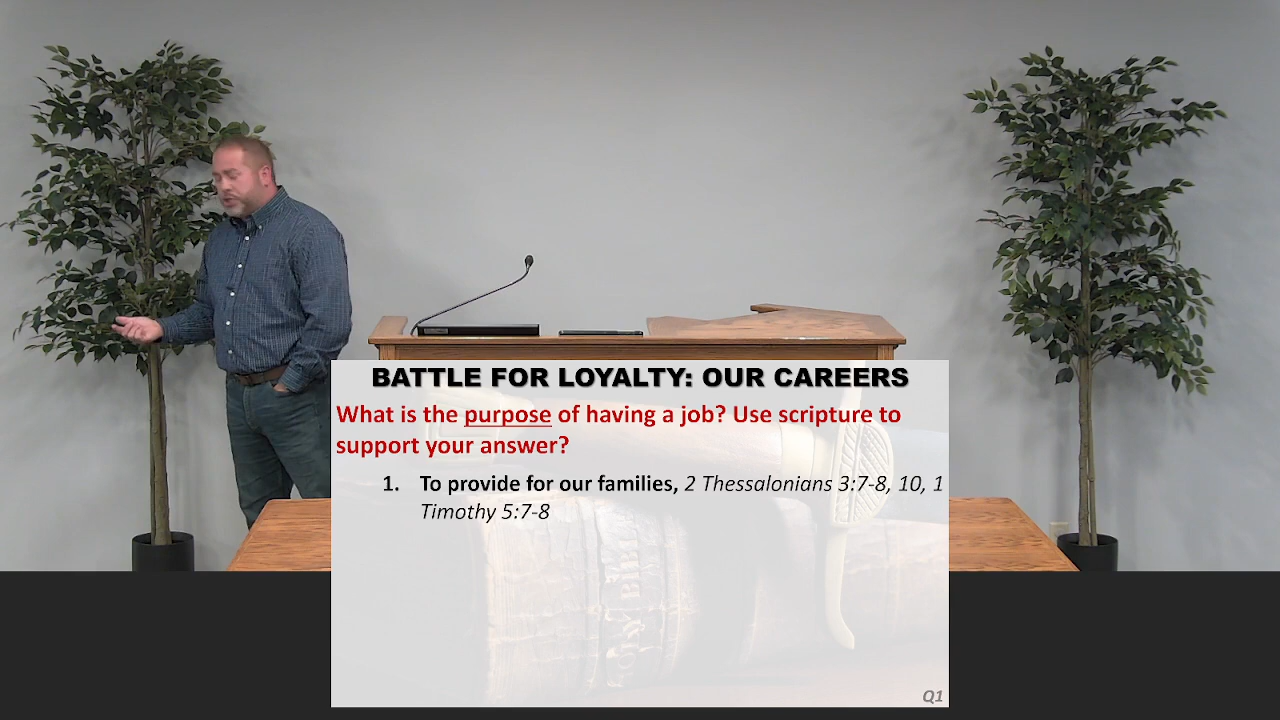 BATTLE FOR LOYALTY: OUR CAREERS
What is the purpose of having a job? Use scripture to
support your answer?
1. To provide for our families, 2 Thessalonians 3:7-8, 10, 1
Timothy 5:7-8
Q1